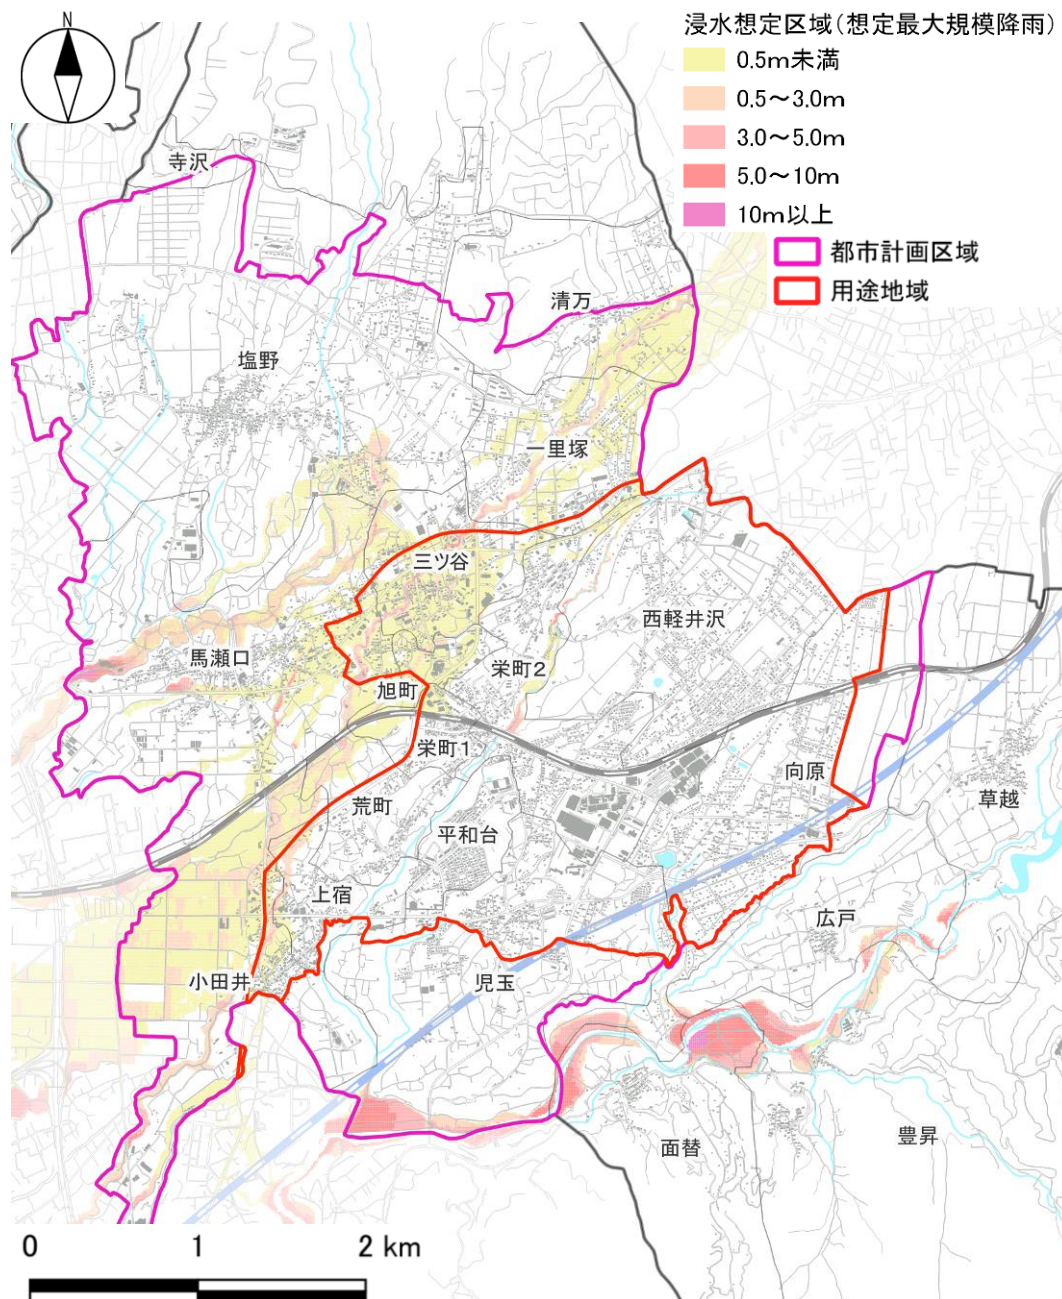 N
浸水想定区域(想定最大規模降雨)
0.5m未満
0.5～3.0m
3.0～5.0m
5.0～10m
10m以上
都市計画区域
用途地域
寺沢
清万
塩野
一里塚
三ツ谷
西軽井沢
馬瀬口
栄町2
旭町
栄町1
向原
草越
荒町
平和台
上宿
広戸
小田井
児玉
豊昇
面替
0 1 2 km